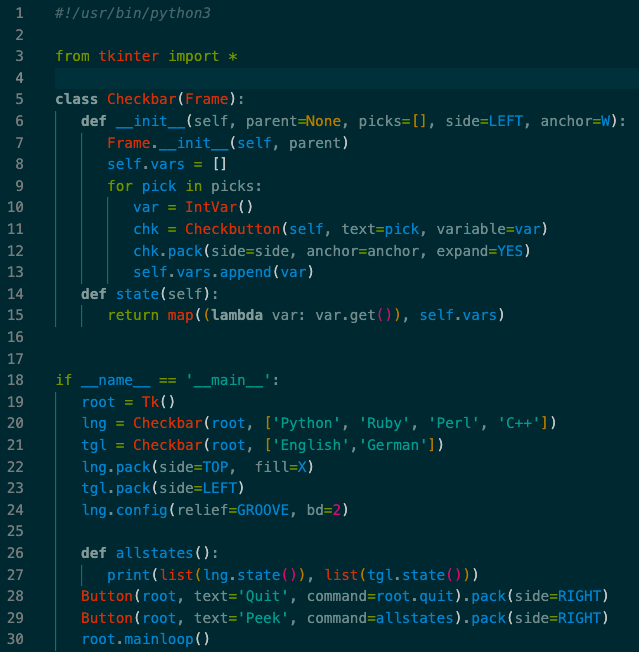 1 #!/usr/bin/python3
2
3 from tkinter import *
4
5 class Checkbar(Frame):
6     def __init__(self, parent=None, picks=[], side=LEFT, anchor=W):
7         Frame.__init__(self, parent)
8         self.vars = []
9         for pick in picks:
10             var = IntVar()
11             chk = Checkbutton(self, text=pick, variable=var)
12             chk.pack(side=side, anchor=anchor, expand=YES)
13             self.vars.append(var)
14     def state(self):
15         return map((lambda var: var.get()), self.vars)
16
17
18 if __name__ == '__main__':
19     root = Tk()
20     lng = Checkbar(root, ['Python', 'Ruby', 'Perl', 'C++'])
21     tgl = Checkbar(root, ['English','German'])
22     lng.pack(side=TOP,  fill=X)
23     tgl.pack(side=LEFT)
24     lng.config(relief=GROOVE, bd=2)
25
26     def allstates():
27         print(list(lng.state()), list(tgl.state()))
28     Button(root, text='Quit', command=root.quit).pack(side=RIGHT)
29     Button(root, text='Peek', command=allstates).pack(side=RIGHT)
30     root.mainloop()